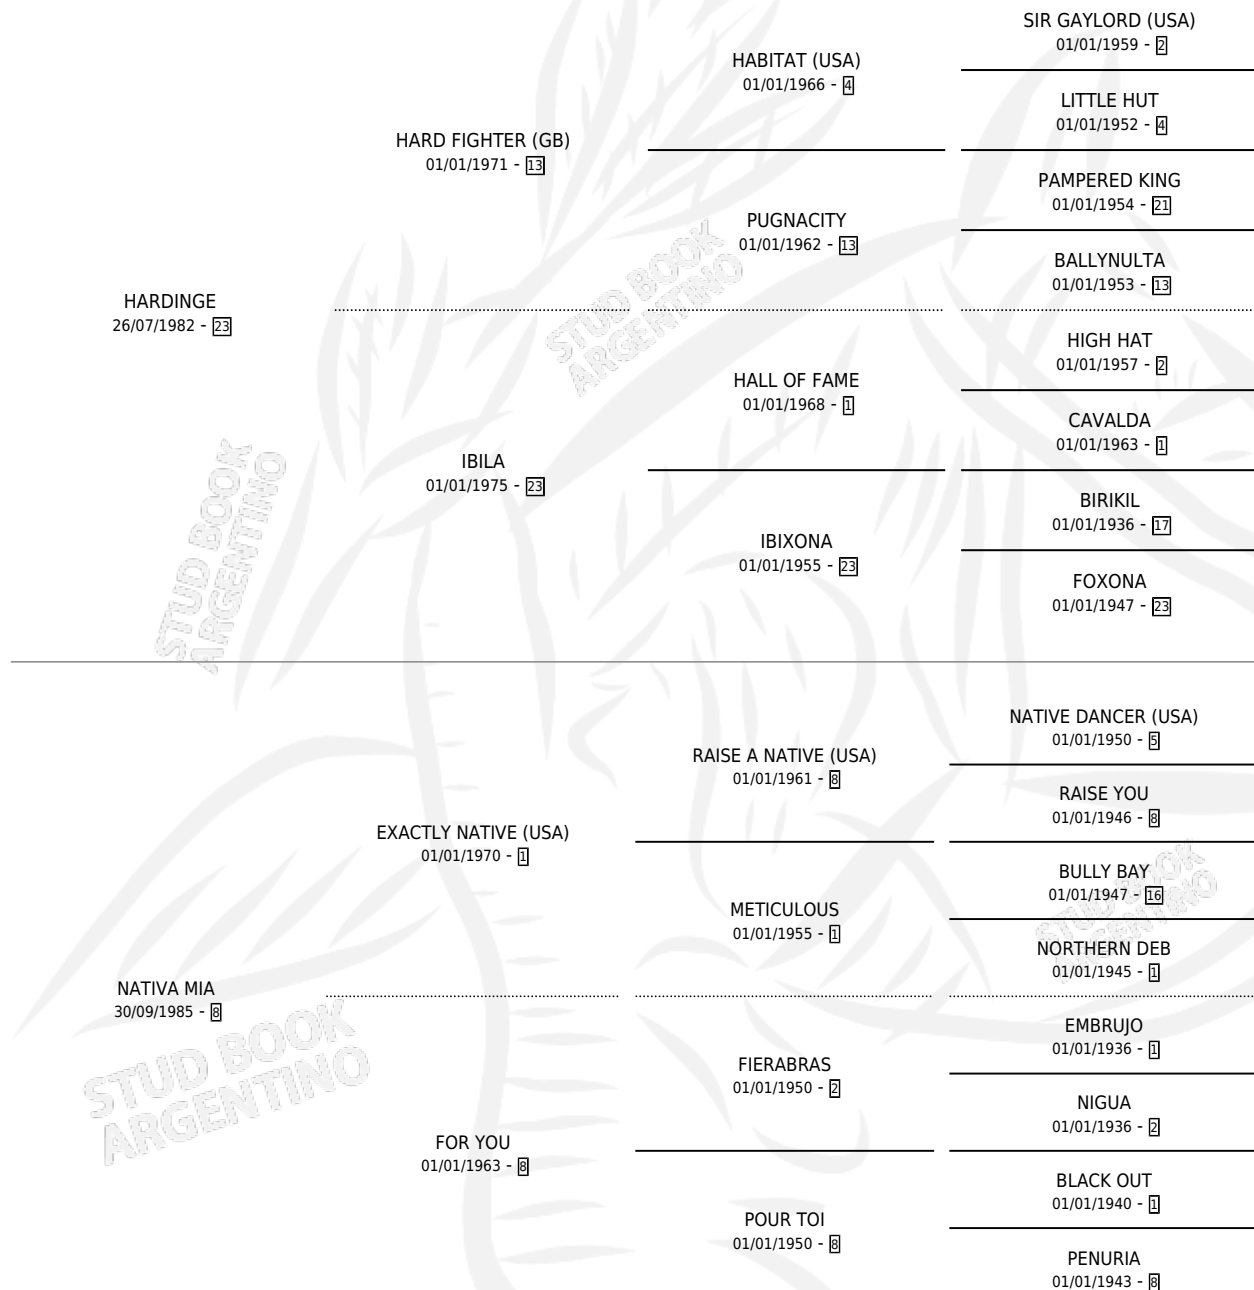 SIR GAYLORD (USA)
01/01/1959 - 2
HABITAT (USA)
01/01/1966 - 4
LITTLE HUT
01/01/1952 - 4
HARD FIGHTER (GB)
01/01/1971 - 13
PAMPERED KING
01/01/1954 - 21
PUGNACITY
01/01/1962 - 13
BALLYNULTA
01/01/1953 - 13
HARDINGE
26/07/1982 - 23
STUD BOOK
ARGENTINO
HIGH HAT
01/01/1957 - 2
HALL OF FAME
01/01/1968 - 1
CAVALDA
01/01/1963 - 1
IBILA
01/01/1975 - 23
BIRIKIL
01/01/1936 - 17
IBIXONA
01/01/1955 - 23
FOXONA
01/01/1947 - 23
STUD BOOK
ARGENTINO
NATIVE DANCER (USA)
01/01/1950 - 5
RAISE A NATIVE (USA)
01/01/1961 - 8
RAISE YOU
01/01/1946 - 8
EXACTLY NATIVE (USA)
01/01/1970 - 1
BULLY BAY
01/01/1947 - 16
METICULOUS
01/01/1955 - 1
STUD BOOK
ARGENTINO
NORTHERN DEB
01/01/1945 - 1
NATIVA MIA
30/09/1985 - 8
STUD BOOK
ARGENTINO
EMBRUJO
01/01/1936 - 1
FIERABRAS
01/01/1950 - 2
NIGUA
01/01/1936 - 2
FOR YOU
01/01/1963 - 8
BLACK OUT
01/01/1940 - 1
POUR TOI
01/01/1950 - 8
PENURIA
01/01/1943 - 8